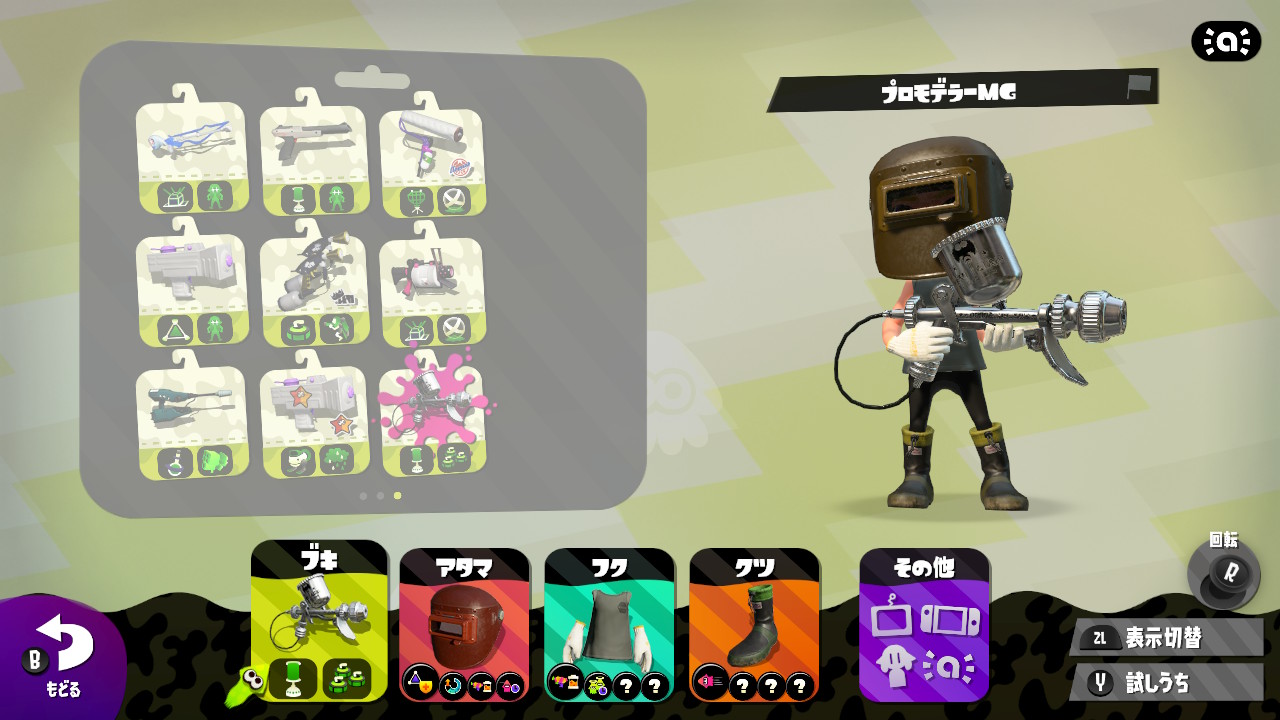 プロモデラーMG
ブキ
アタマ
フク
クツ
その他
? ?
? ? ?
回転
R
ZL 表示切替
Y 試しうち
B
もどる